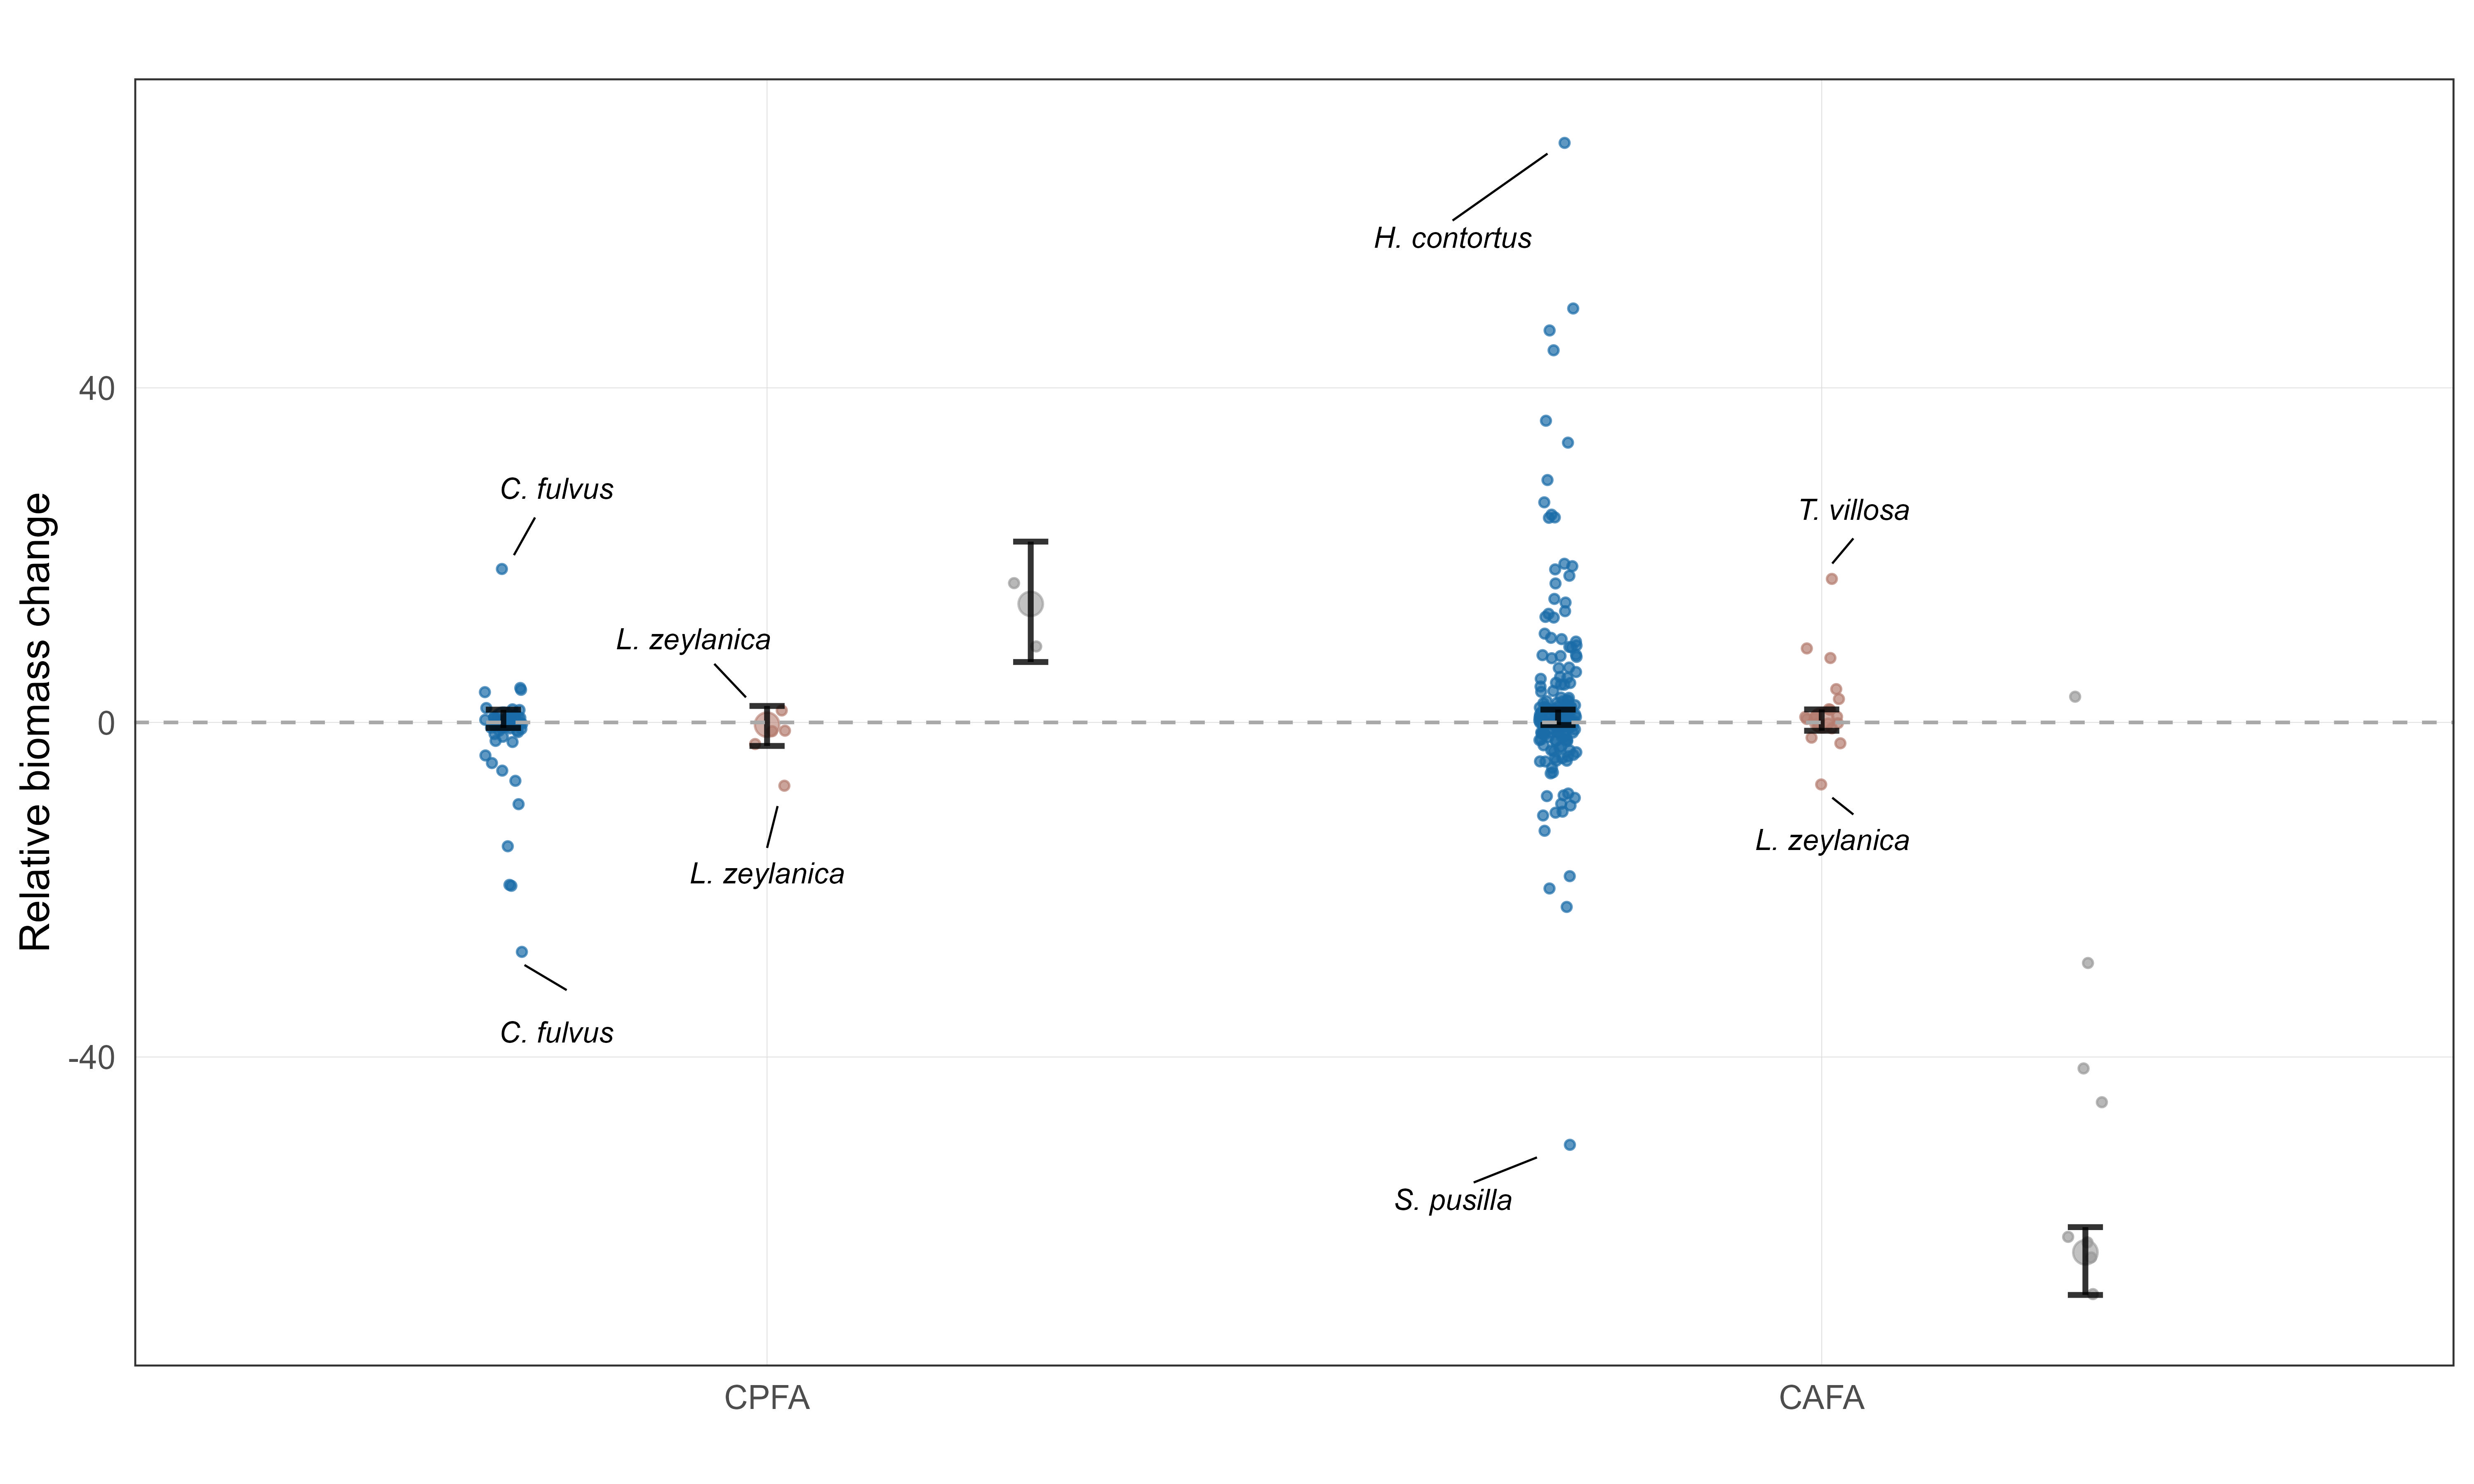 H. contortus
40
C. fulvus
T. villosa
L. zeylanica
0
Relative biomass change
L. zeylanica
L. zeylanica
C. fulvus
-40
S. pusilla
CPFA
CAFA